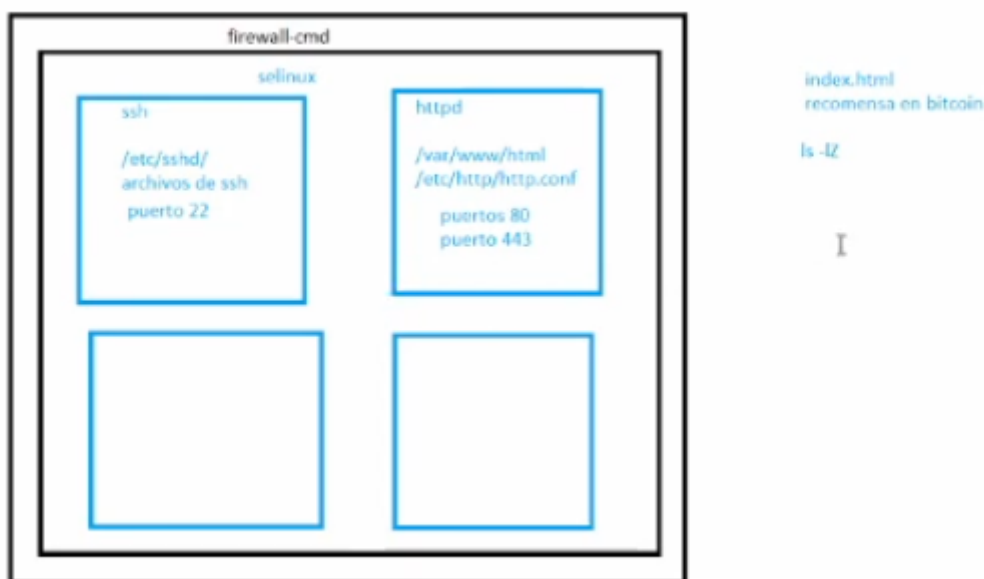 firewall-cmd
selinux
ssh
/etc/sshd/
archivos de ssh
puerto 22
httpd
/var/www/html
/etc/http/http.conf
puertos 80
puerto 443
index.html
recomensa en bitcoin
ls -lZ